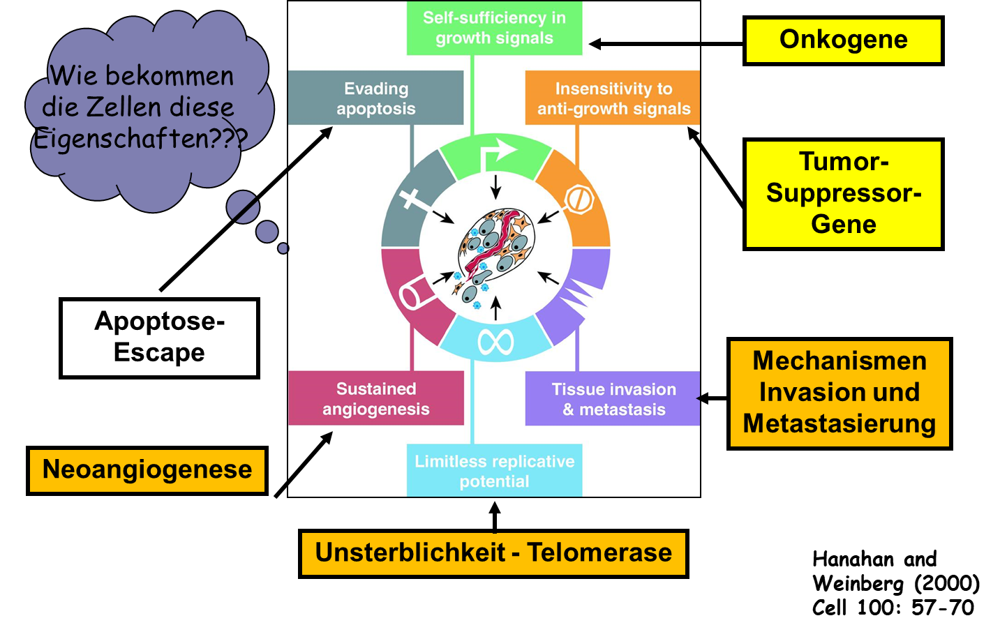 Self-sufficiency in
growth signals
Onkogene
Wie bekommen
die Zellen diese
Eigenschaften???
Evading
apoptosis
Insensitivity to
anti-growth signals
Tumor-
Suppressor-
Gene
Apoptose-
Escape
Sustained
angiogenesis
Tissue invasion
& metastasis
Mechanismen
Invasion und
Metastasierung
Neoangiogenese
Limitless replicative
potential
Unsterblichkeit - Telomerase
Hanahan and
Weinberg (2000)
Cell 100: 57-70